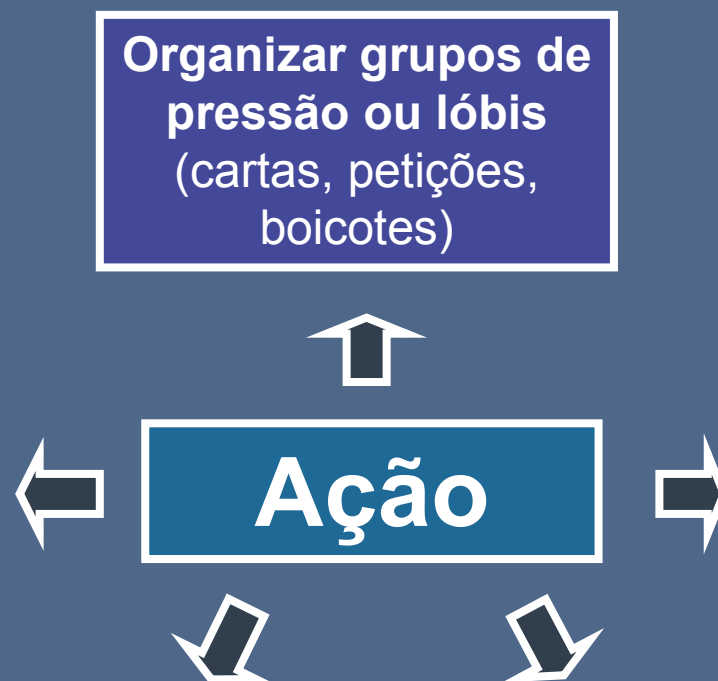 Organizar grupos de
pressão ou lóbis
(cartas, petições,
boicotes)
Ação